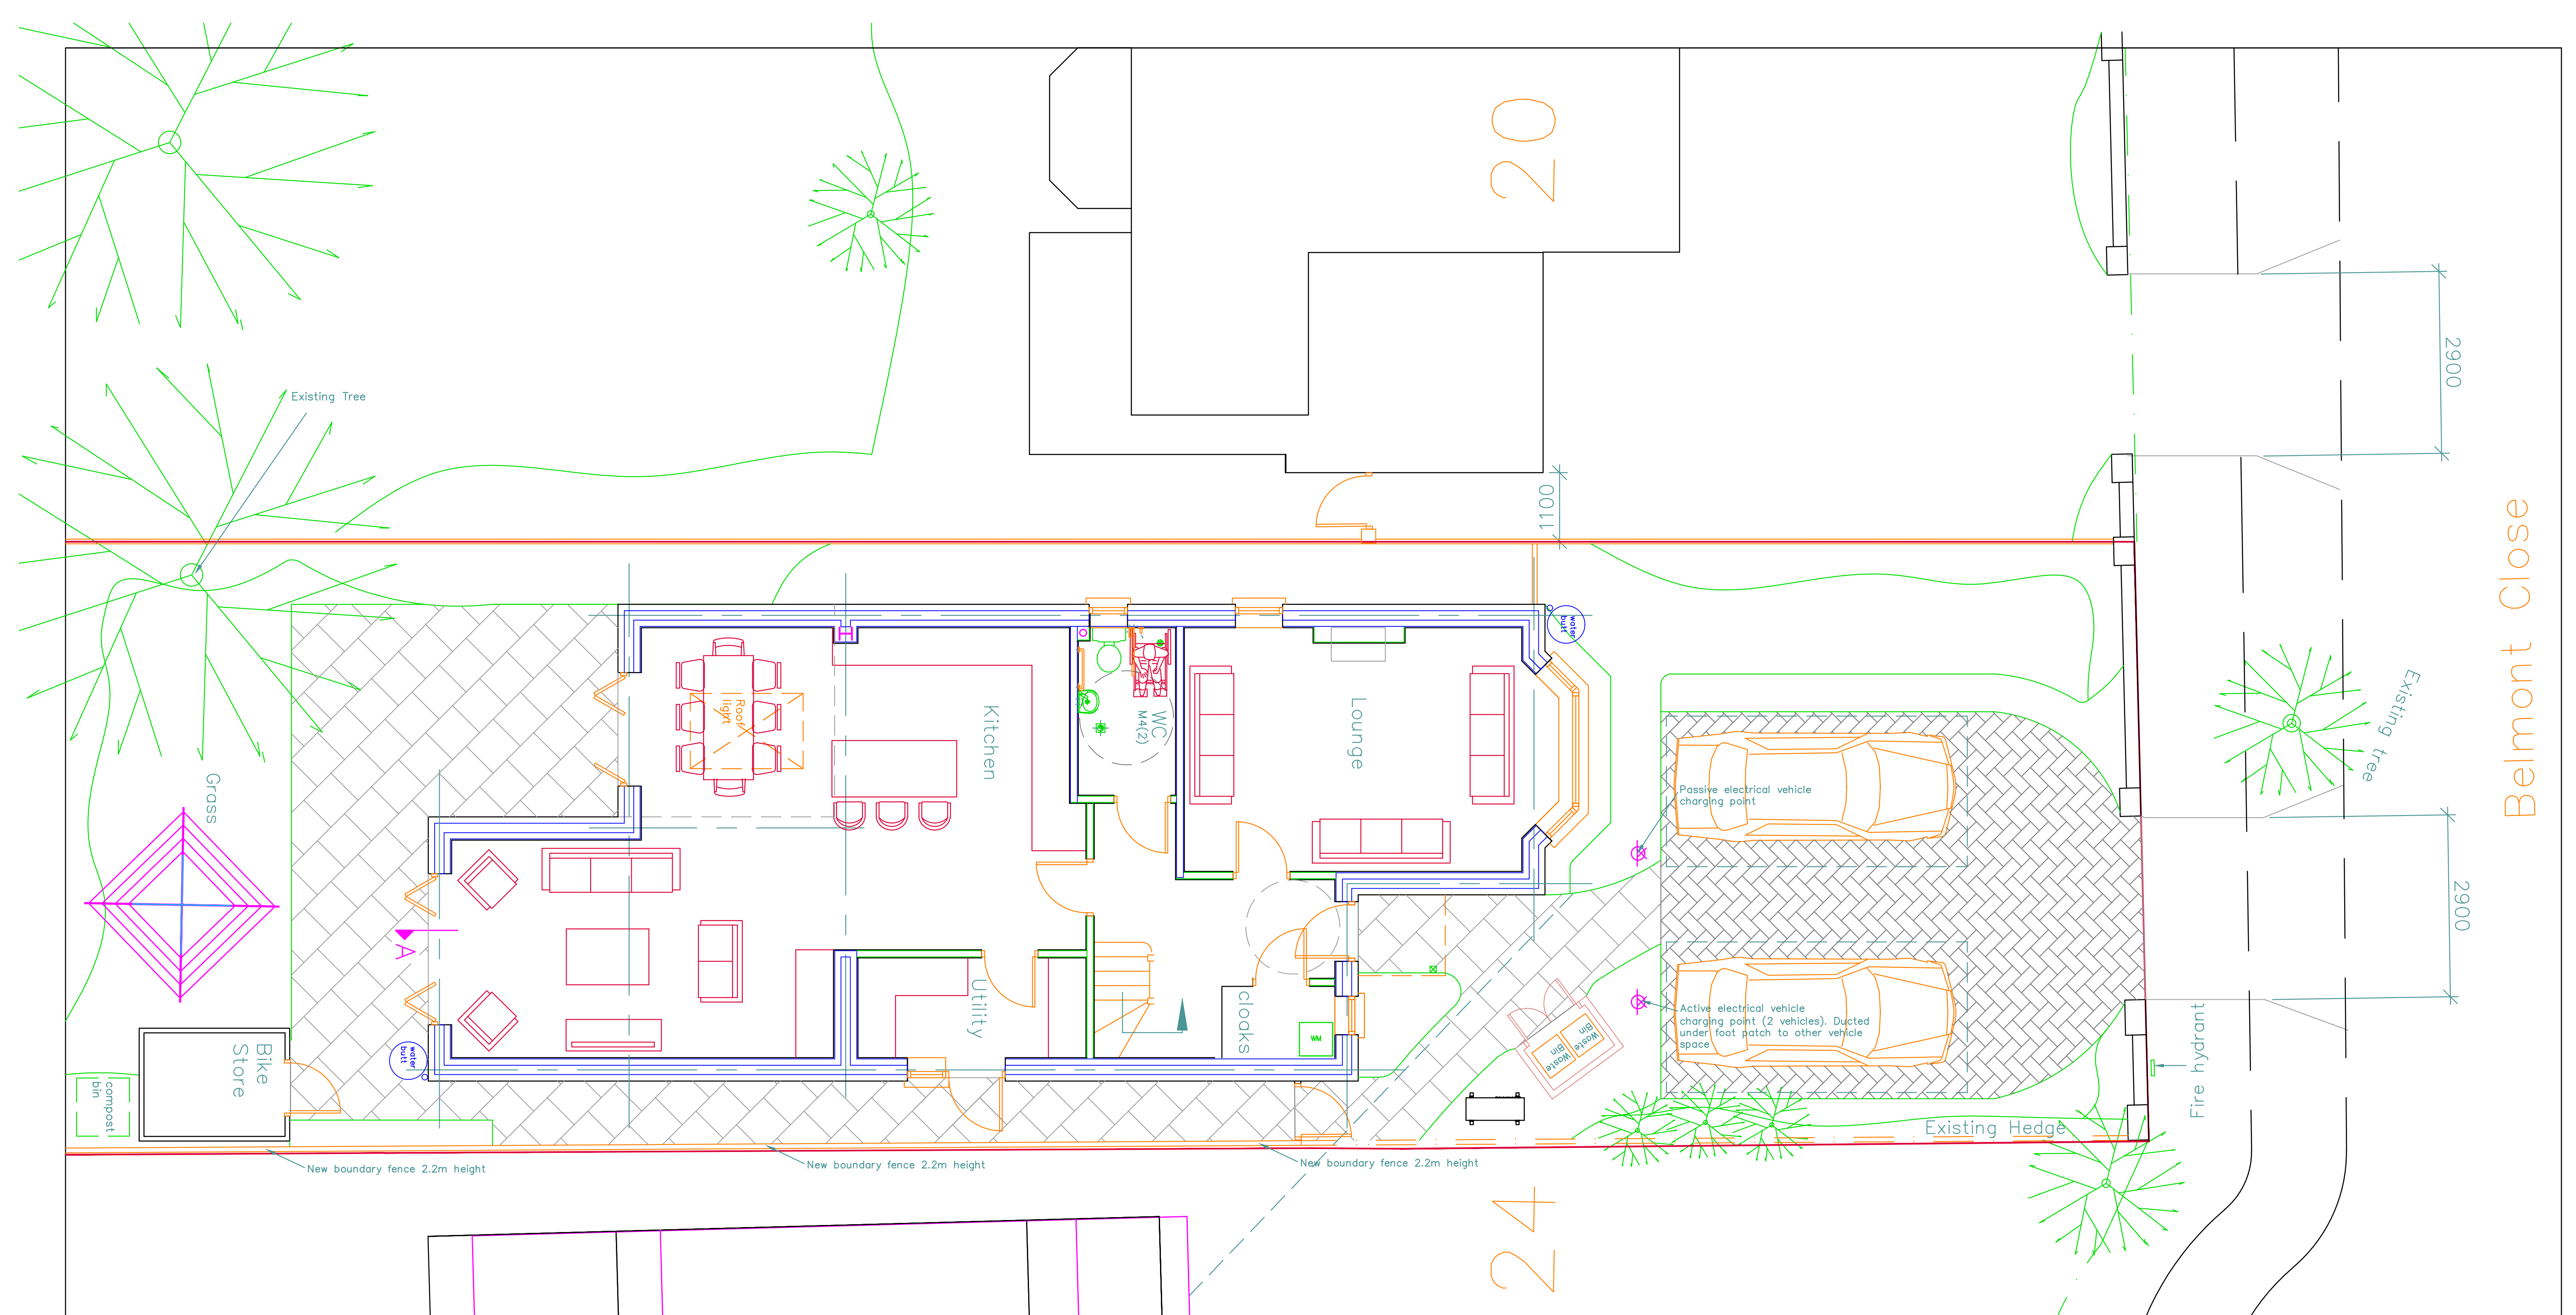 20
Existing Tree
2900
1100
Belmont Close
water
butt
Roof
light
Kitchen
WC
M4(2)
Lounge
Existing tree
Passive electrical vehicle
charging point
Grass
A
2900
Utility
cloaks
WM
Waste
Bin
Waste
Bin
Active electrical vehicle
charging point (2 vehicles). Ducted
under foot patch to other vehicle
space
Fire hydrant
water
butt
Bike
Store
compost
bin
Existing Hedge
New boundary fence 2.2m height
New boundary fence 2.2m height
New boundary fence 2.2m height
24